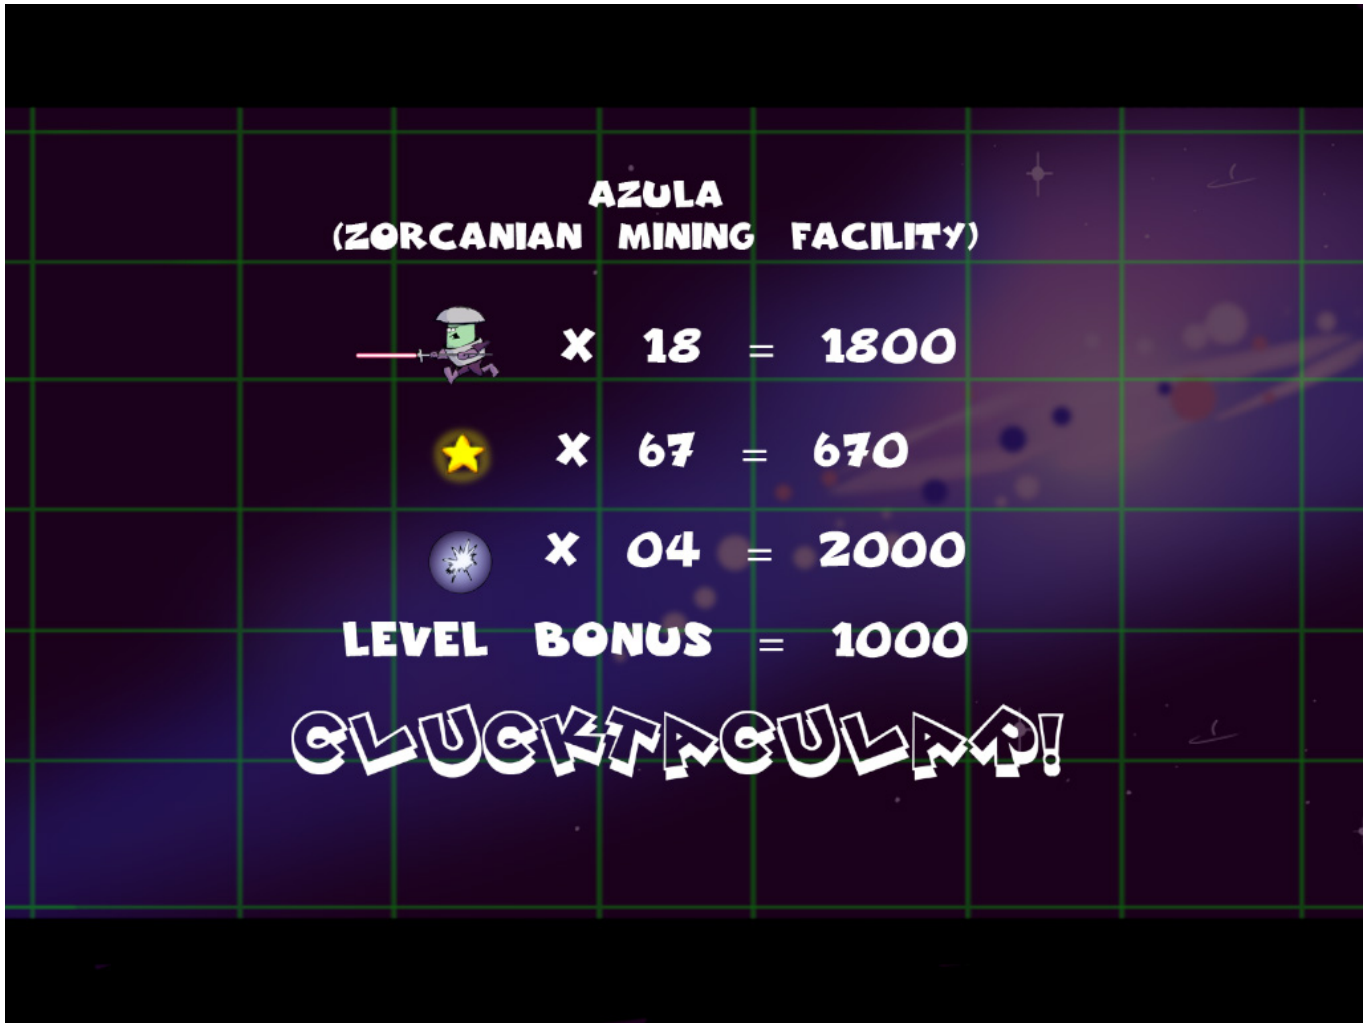 AZULA
(ZORCANIAN MINING FACILITY)
X 18 = 1800
X 67 = 670
X 04 = 2000
LEVEL BONUS = 1000
CLUCKTACULAR!